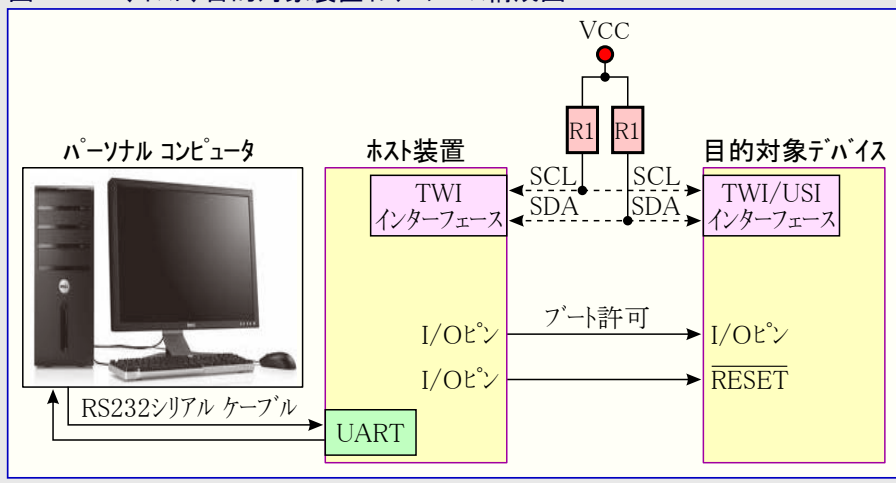 VCC
R1 R1
パーソナル コンピュータ
ホスト装置
目的対象デバイス
SCL SCL
SDA SDA
TWI
インターフェース
TWI/USI
インターフェース
I/Oピン
ブート許可
I/Oピン
I/Oピン
RESET
RS232シリアル ケーブル
UART